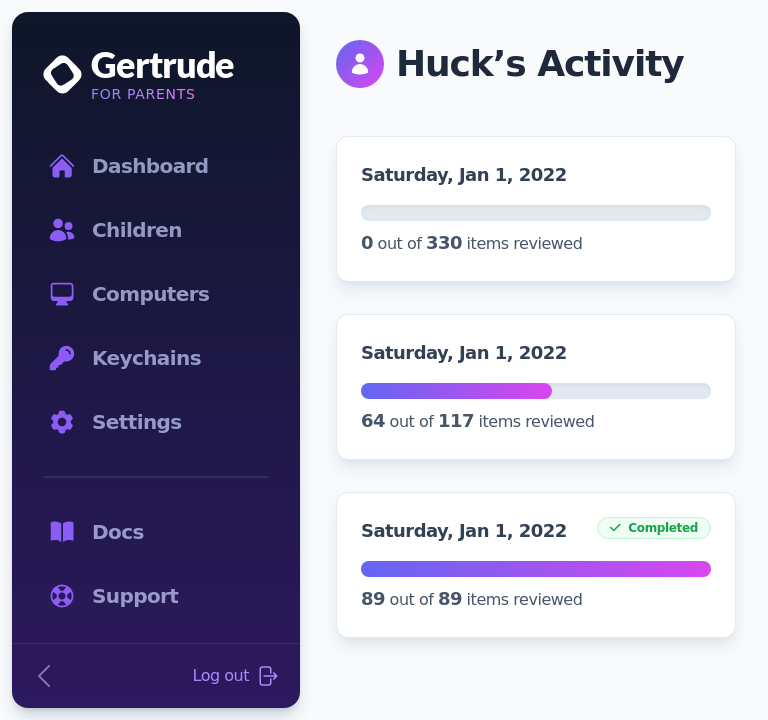 Gertrude
FOR PARENTS
Dashboard
Children
Computers
Keychains
Settings
Docs
Support
Log out
Huck’s Activity
Saturday, Jan 1, 2022
0 out of 330 items reviewed
Saturday, Jan 1, 2022
64 out of 117 items reviewed
Saturday, Jan 1, 2022
Completed
89 out of 89 items reviewed